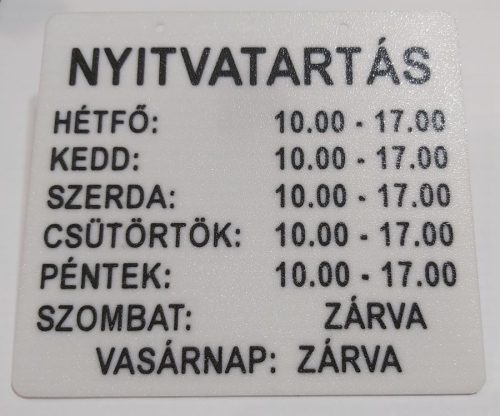 NYITVATARTÁS
HÉTFŐ: 10.00 - 17.00
KEDD: 10.00 - 17.00
SZERDA: 10.00 - 17.00
CSÜTÖRTÖK: 10.00 - 17.00
PÉNTEK: 10.00 - 17.00
SZOMBAT: ZÁRVA
VASÁRNAP: ZÁRVA